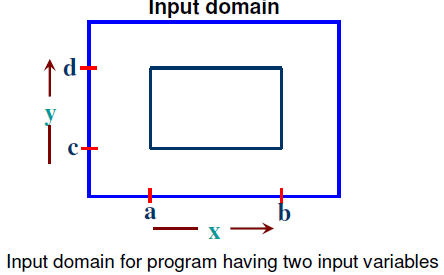 Input domain
d
y
c
a
b
x
Input domain for program having two input variables